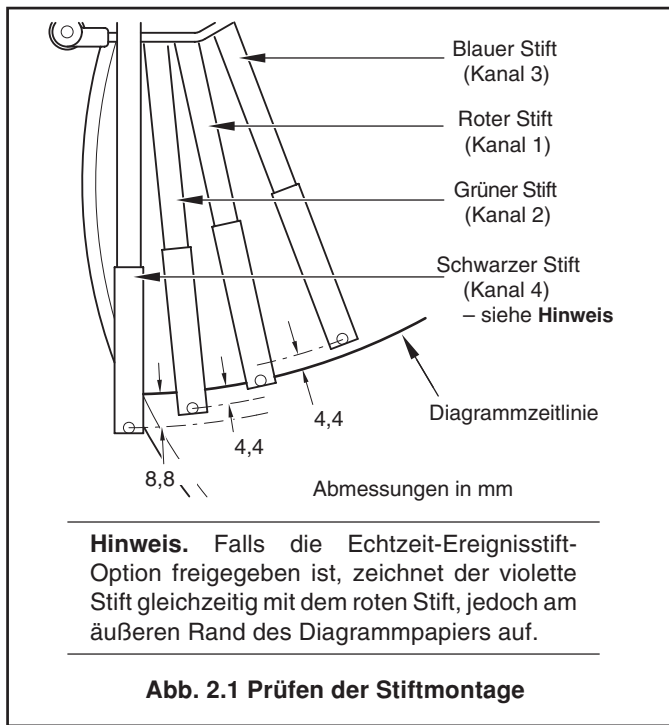 Blauer Stift
(Kanal 3)
Roter Stift
(Kanal 1)
Grüner Stift
(Kanal 2)
Schwarzer Stift
(Kanal 4)
– siehe Hinweis
Diagrammzeitlinie
4,4
4,4
8,8
Abmessungen in mm
Hinweis. Falls die Echtzeit-Ereignisstift-
Option freigegeben ist, zeichnet der violette
Stift gleichzeitig mit dem roten Stift, jedoch am
äußeren Rand des Diagrammpapiers auf.
Abb. 2.1 Prüfen der Stiftmontage